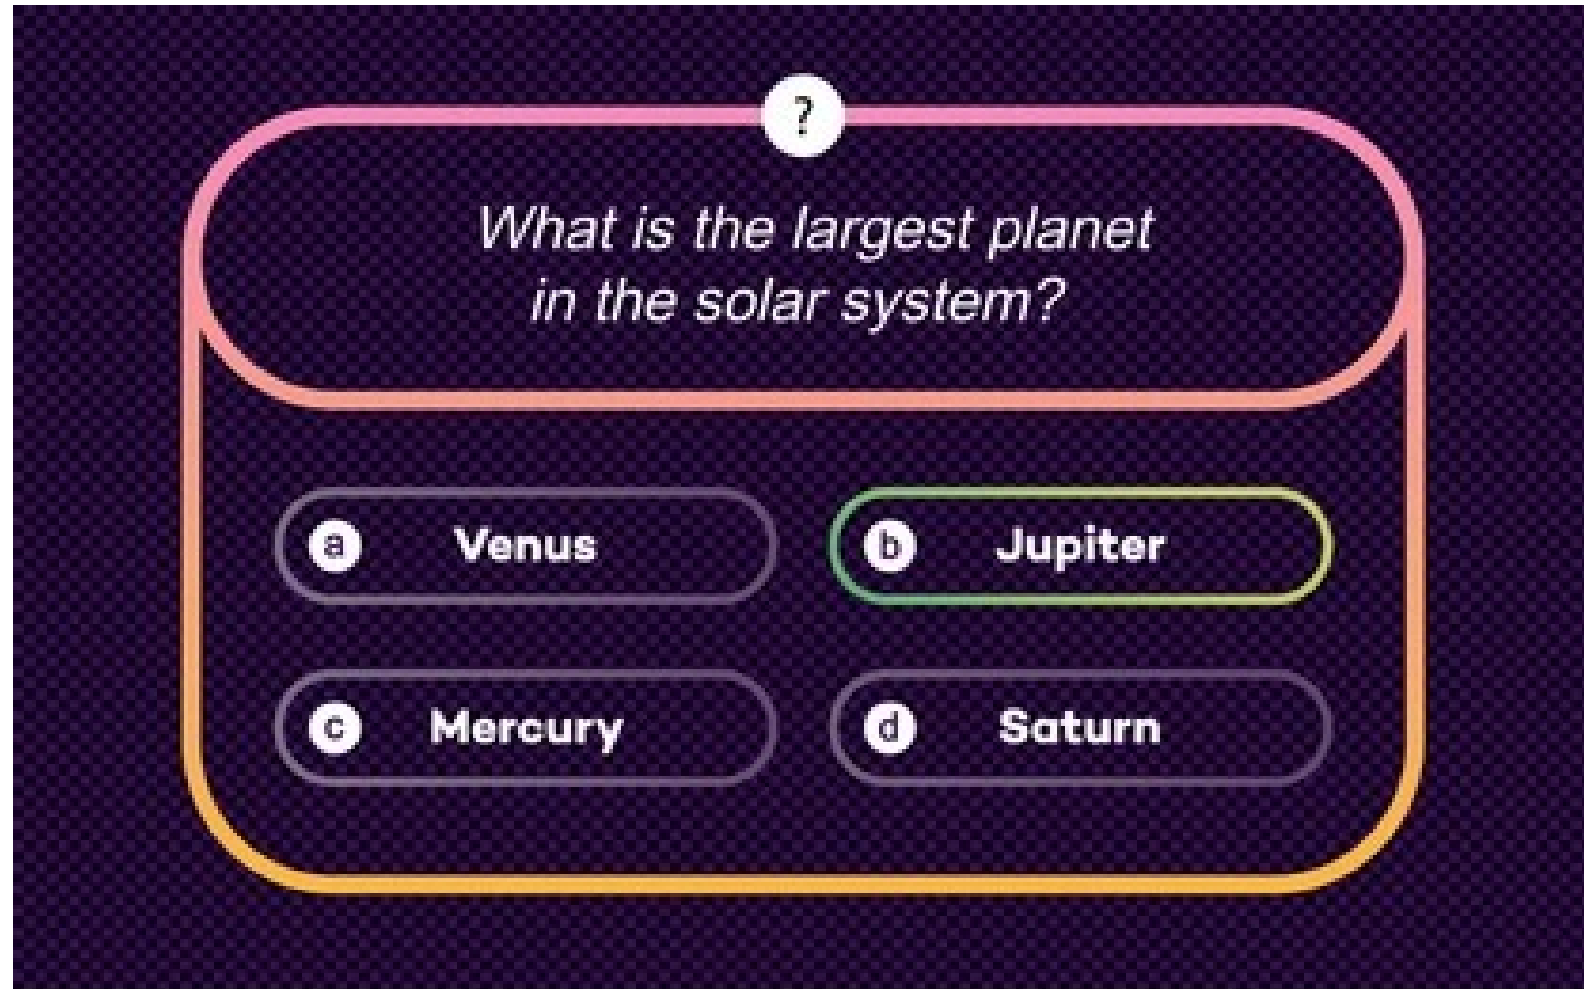 ?
What is the largest planet
in the solar system?
a Venus
b Jupiter
c Mercury
d Saturn